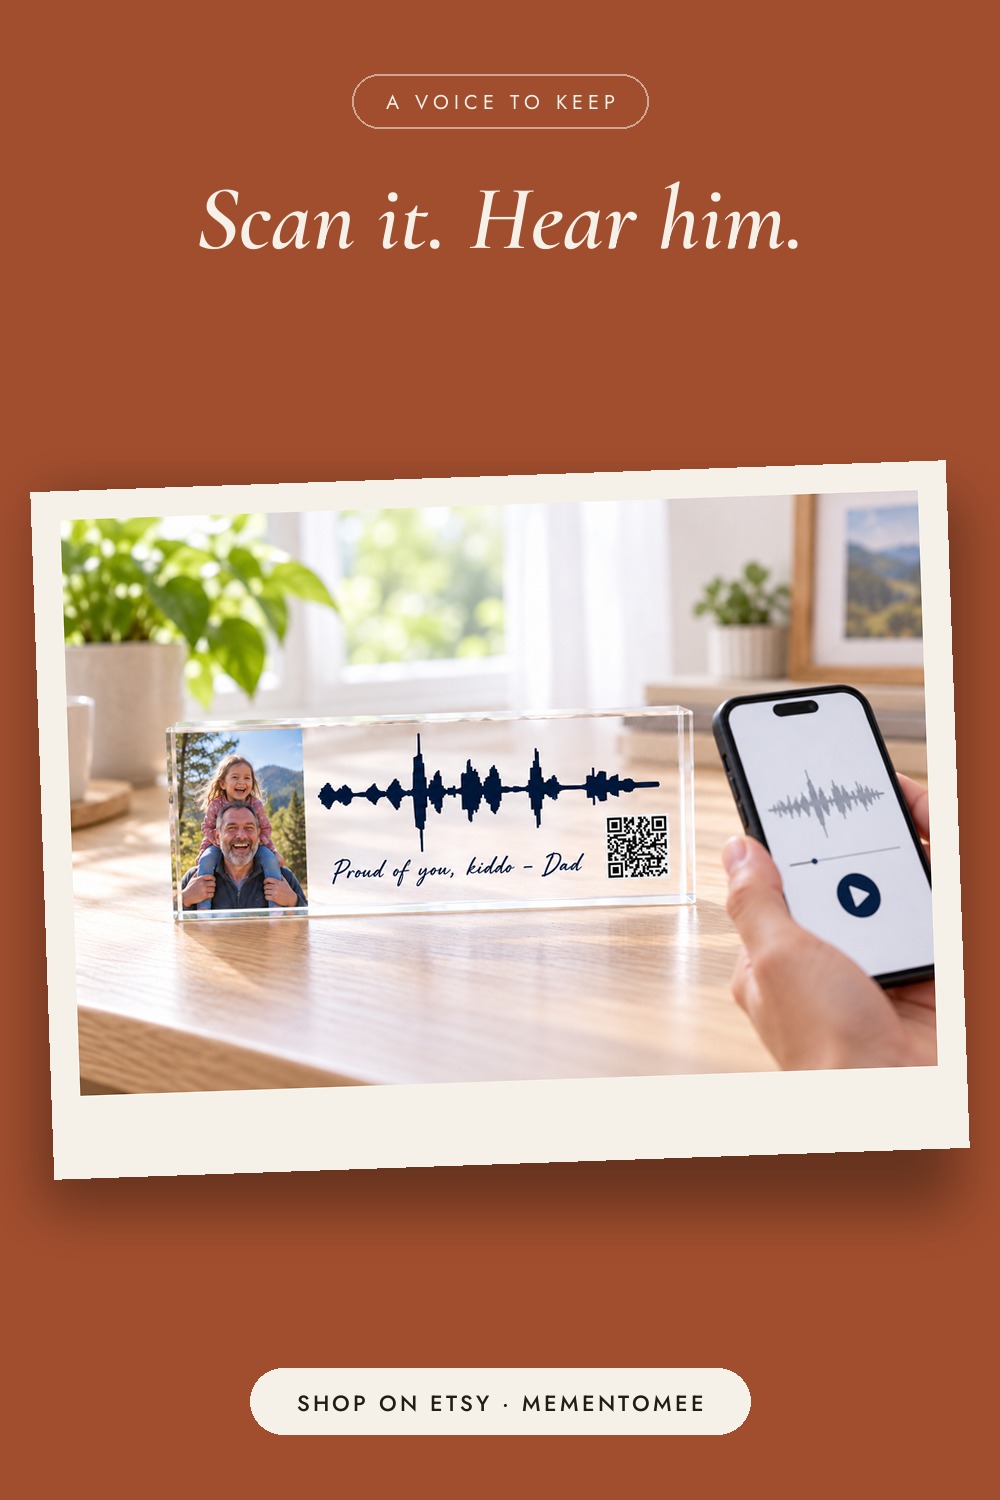 A VOICE TO KEEP
Scan it. Hear him.
Proud of you, kiddo – Dad
SHOP ON ETSY · MEMENTOMEE